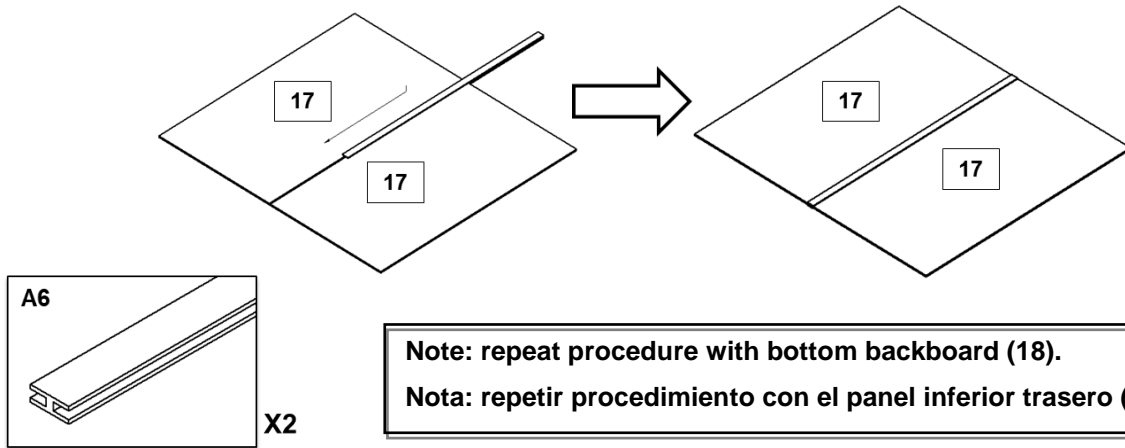 17
17
17
17
A6
X2
Note: repeat procedure with bottom backboard (18).
Nota: repetir procedimiento con el panel inferior trasero (